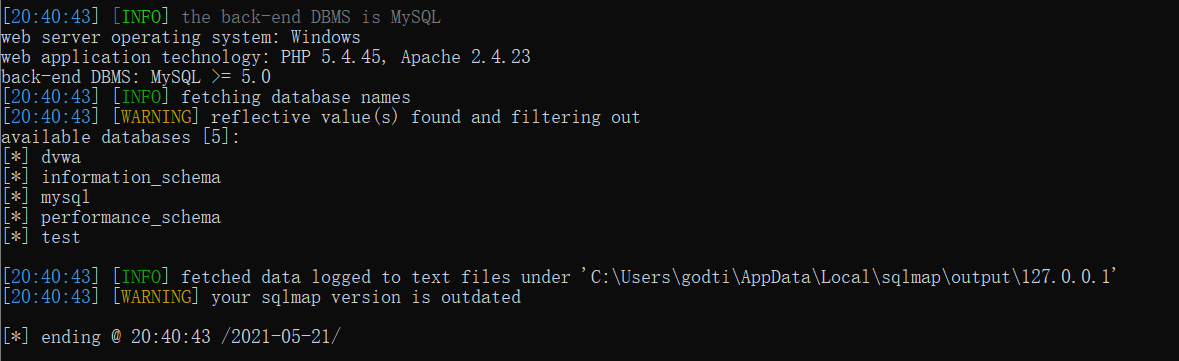 [20:40:43] [INFO] the back-end DBMS is MySQL
web server operating system: Windows
web application technology: PHP 5.4.45, Apache 2.4.23
back-end DBMS: MySQL >= 5.0
[20:40:43] [INFO] fetching database names
[20:40:43] [WARNING] reflective value(s) found and filtering out
available databases [5]:
[*] dvwa
[*] information_schema
[*] mysql
[*] performance_schema
[*] test
[20:40:43] [INFO] fetched data logged to text files under 'C:\Users\godti\AppData\Local\sqlmap\output\127.0.0.1'
[20:40:43] [WARNING] your sqlmap version is outdated
[*] ending @ 20:40:43 /2021-05-21/